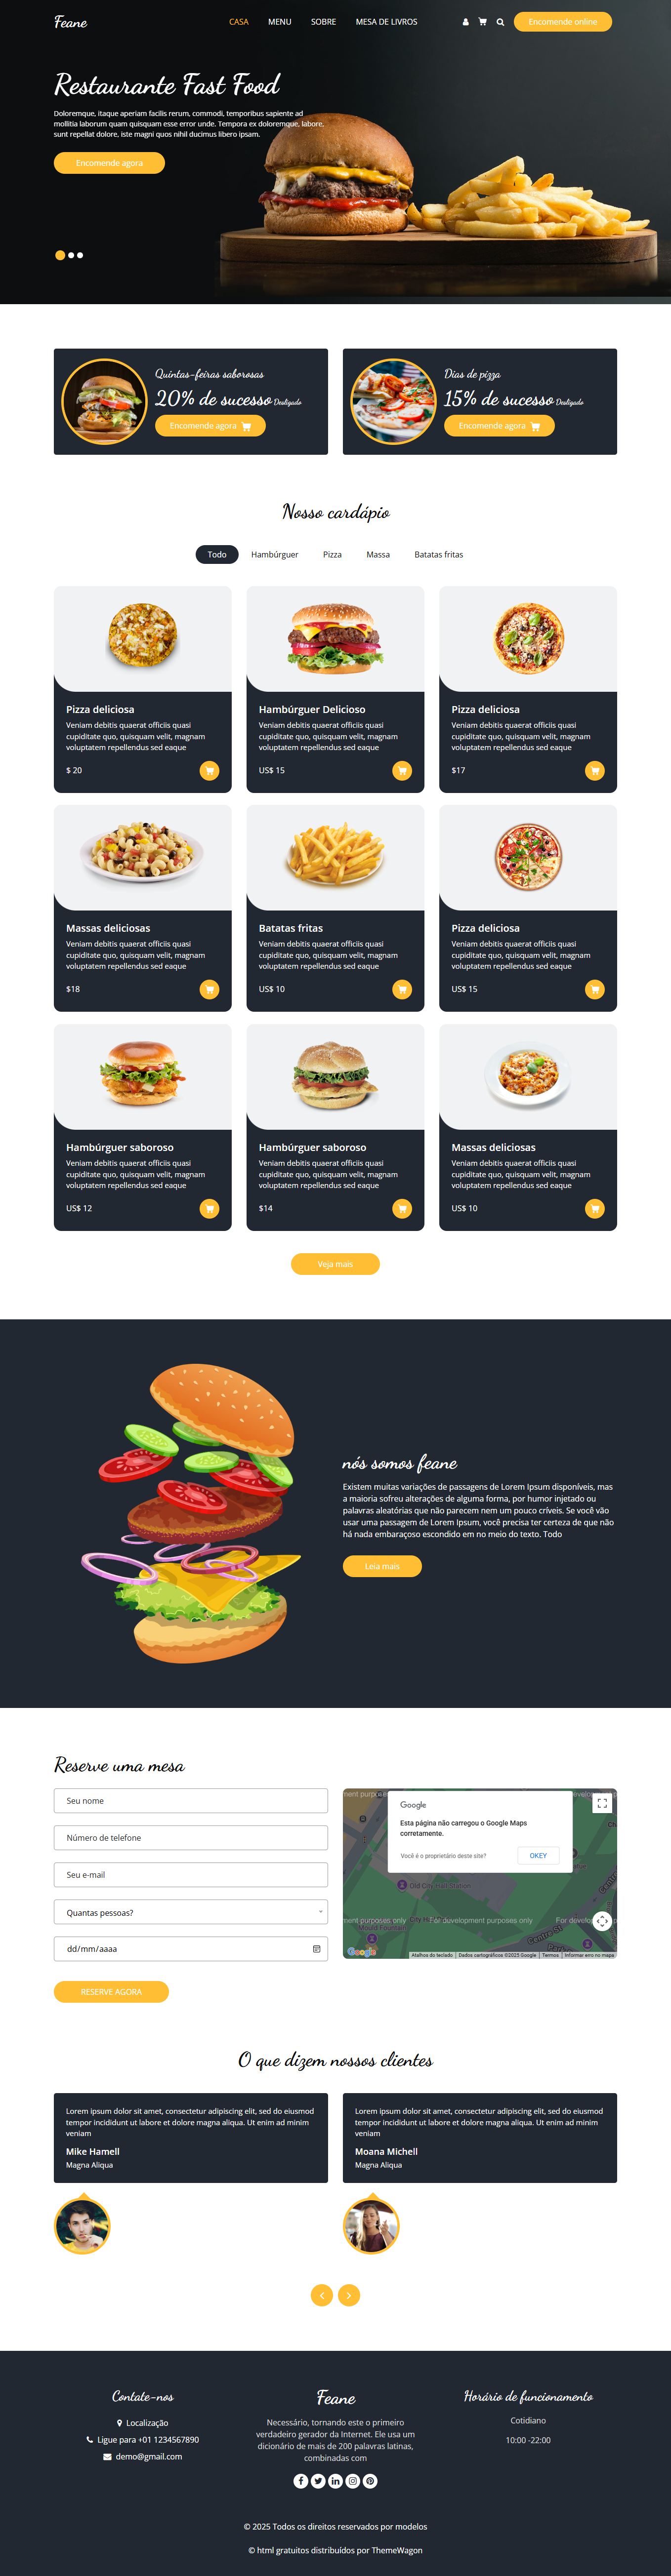 Feane
CASA MENU SOBRE MESA DE LIVROS Encomende online
Restaurante Fast Food
Doloremque, itaque aperiam facilis rerum, commodi, temporibus sapiente ad
mollitia laborum quam quisquam esse error unde. Tempora ex doloremque, labore,
sunt repellat dolore, iste magni quos nihil ducimus libero ipsam.
Encomende agora
Quintas-feiras saborosas
20% de sucesso Desligado
Encomende agora
Dias de pizza
15% de sucesso Desligado
Encomende agora
Nosso cardápio
Todo Hambúrguer Pizza Massa Batatas fritas
Pizza deliciosa
Veniam debitis quaerat officiis quasi
cupiditate quo, quisquam velit, magnam
voluptatem repellendus sed eaque
$ 20
Hambúrguer Delicioso
Veniam debitis quaerat officiis quasi
cupiditate quo, quisquam velit, magnam
voluptatem repellendus sed eaque
US$ 15
Pizza deliciosa
Veniam debitis quaerat officiis quasi
cupiditate quo, quisquam velit, magnam
voluptatem repellendus sed eaque
$17
Massas deliciosas
Veniam debitis quaerat officiis quasi
cupiditate quo, quisquam velit, magnam
voluptatem repellendus sed eaque
$18
Batatas fritas
Veniam debitis quaerat officiis quasi
cupiditate quo, quisquam velit, magnam
voluptatem repellendus sed eaque
US$ 10
Pizza deliciosa
Veniam debitis quaerat officiis quasi
cupiditate quo, quisquam velit, magnam
voluptatem repellendus sed eaque
US$ 15
Hambúrguer saboroso
Veniam debitis quaerat officiis quasi
cupiditate quo, quisquam velit, magnam
voluptatem repellendus sed eaque
US$ 12
Hambúrguer saboroso
Veniam debitis quaerat officiis quasi
cupiditate quo, quisquam velit, magnam
voluptatem repellendus sed eaque
$14
Massas deliciosas
Veniam debitis quaerat officiis quasi
cupiditate quo, quisquam velit, magnam
voluptatem repellendus sed eaque
US$ 10
Veja mais
nós somos feane
Existem muitas variações de passagens de Lorem Ipsum disponíveis, mas
a maioria sofreu alterações de alguma forma, por humor injetado ou
palavras aleatórias que não parecem nem um pouco críveis. Se você vão
usar uma passagem de Lorem Ipsum, você precisa ter certeza de que não
há nada embaraçoso escondido em no meio do texto. Todo
Leia mais
Reserve uma mesa
Seu nome
Número de telefone
Seu e-mail
Quantas pessoas?
dd/mm/aaaa
RESERVE AGORA
Google
Esta página não carregou o Google Maps
corretamente.
Você é o proprietário deste site? OKEY
Old City Hall Station
ment purposes only For development purposes only
Google
Atalhos do teclado Dados cartográficos ©2025 Google Termos Informar erro no mapa
O que dizem nossos clientes
Lorem ipsum dolor sit amet, consectetur adipiscing elit, sed do eiusmod
tempor incididunt ut labore et dolore magna aliqua. Ut enim ad minim
veniam
Mike Hamell
Magna Aliqua
Lorem ipsum dolor sit amet, consectetur adipiscing elit, sed do eiusmod
tempor incididunt ut labore et dolore magna aliqua. Ut enim ad minim
veniam
Moana Michell
Magna Aliqua
Contate-nos
Localização
Ligue para +01 1234567890
demo@gmail.com
Feane
Necessário, tornando este o primeiro
verdadeiro gerador da Internet. Ele usa um
dicionário de mais de 200 palavras latinas,
combinadas com
Horário de funcionamento
Cotidiano
10:00 -22:00
© 2025 Todos os direitos reservados por modelos
© html gratuitos distribuídos por ThemeWagon